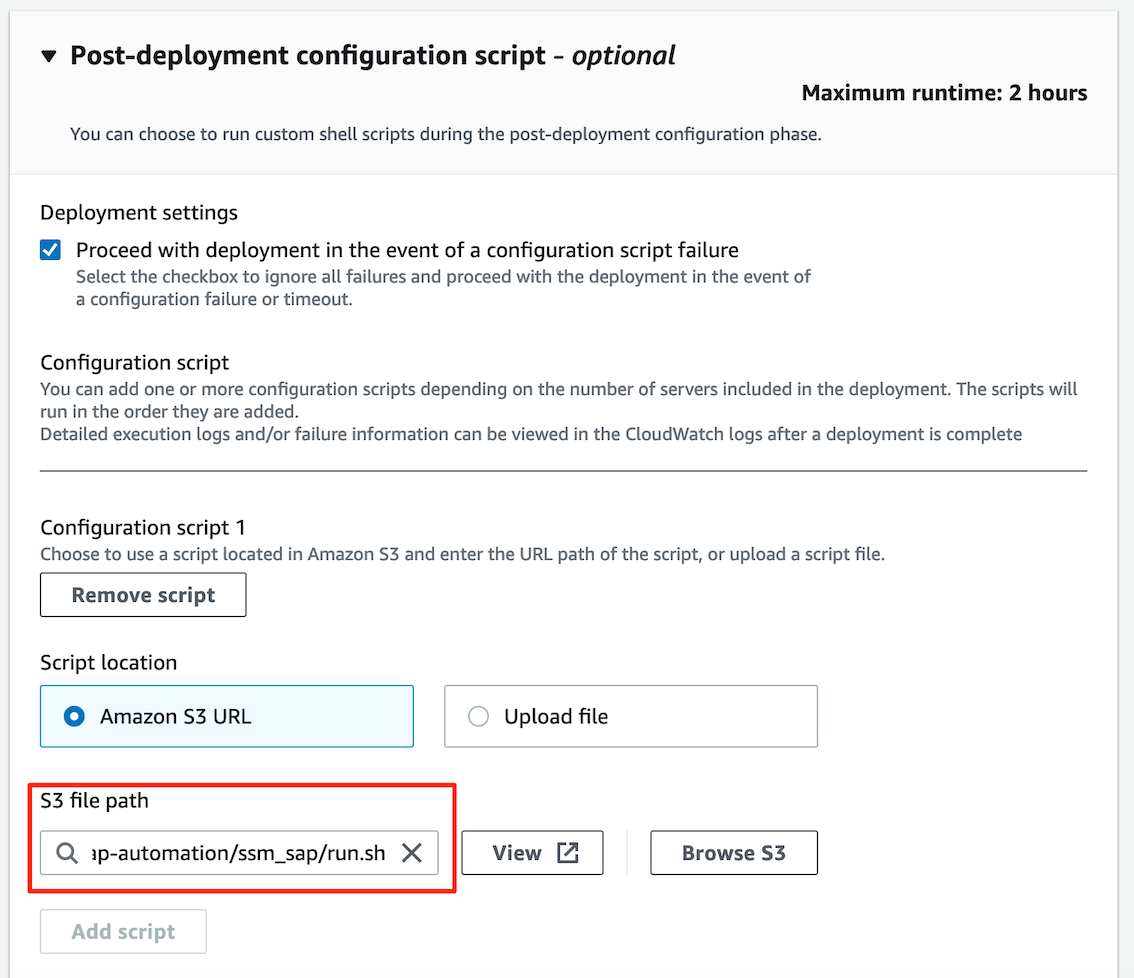 Post-deployment configuration script - optional
Maximum runtime: 2 hours
You can choose to run custom shell scripts during the post-deployment configuration phase.
Deployment settings
Proceed with deployment in the event of a configuration script failure
Select the checkbox to ignore all failures and proceed with the deployment in the event of
a configuration failure or timeout.
Configuration script
You can add one or more configuration scripts depending on the number of servers included in the deployment. The scripts will
run in the order they are added.
Detailed execution logs and/or failure information can be viewed in the CloudWatch logs after a deployment is complete
Configuration script 1
Choose to use a script located in Amazon S3 and enter the URL path of the script, or upload a script file.
Remove script
Script location
Amazon S3 URL
Upload file
S3 file path
ap-automation/ssm_sap/run.sh
View
Browse S3
Add script